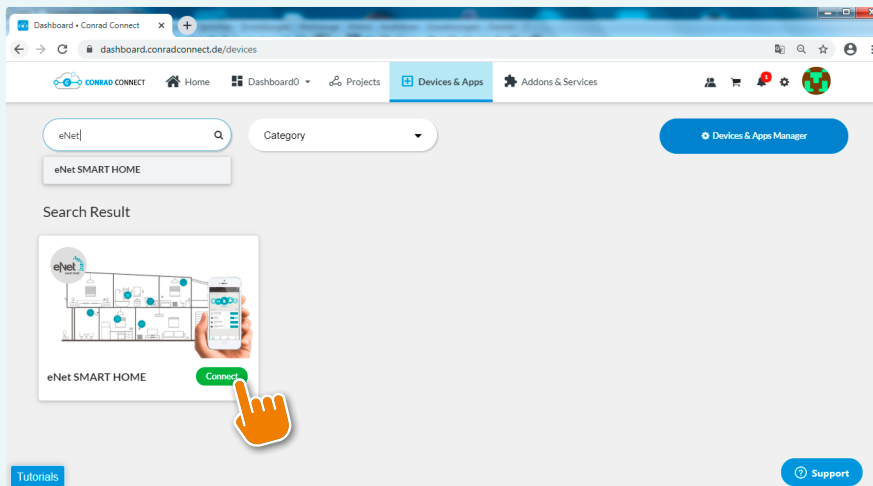 Dashboard • Conrad Connect
dashboard.conradconnect.de/devices
CONRAD CONNECT Home Dashboard0 Projects Devices & Apps Addons & Services 1
eNet Category Devices & Apps Manager
eNet SMART HOME
Search Result
eNet
eNet SMART HOME Connect
Tutorials Support